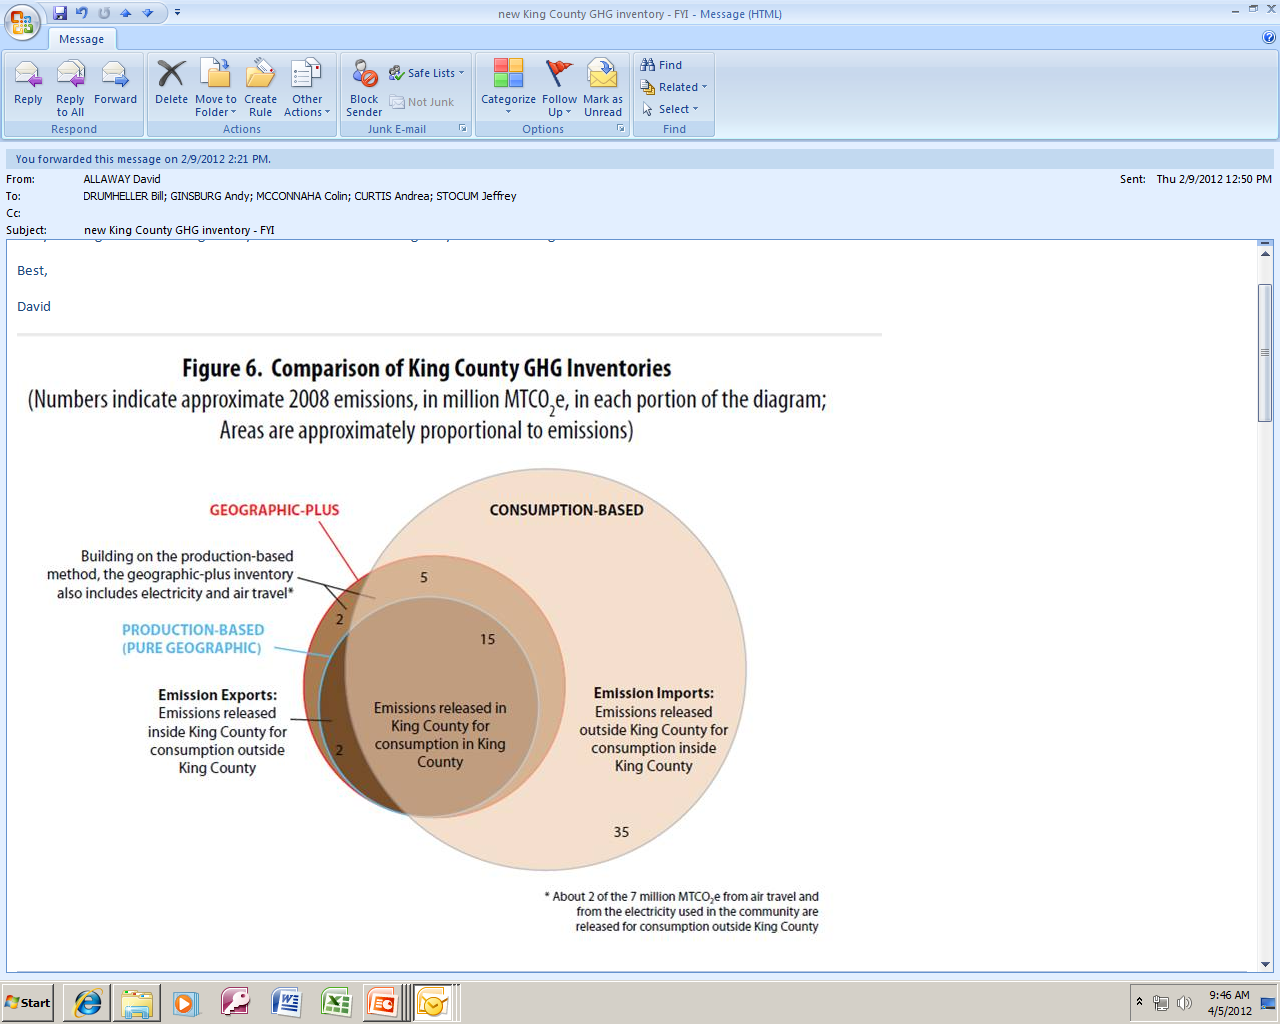 new King County GHG inventory - FYI - Message (HTML)
Message
Reply
Reply to All
Forward
Respond
Delete
Move to Folder
Create Rule
Other Actions
Actions
Block Sender
Safe Lists
Not Junk
Junk E-mail
Categorize
Follow Up
Mark as Unread
Options
Find
Related
Select
Find
You forwarded this message on 2/9/2012 2:21 PM.
From: ALLAWAY David
Sent: Thu 2/9/2012 12:50 PM
To: DRUMHELLER Bill; GINSBURG Andy; MCCONNAHA Colin; CURTIS Andrea; STOCUM Jeffrey
Cc:
Subject: new King County GHG inventory - FYI
Best,
David
Figure 6. Comparison of King County GHG Inventories
(Numbers indicate approximate 2008 emissions, in million MTCO2e, in each portion of the diagram;
Areas are approximately proportional to emissions)
GEOGRAPHIC-PLUS
CONSUMPTION-BASED
Building on the production-based
method, the geographic-plus inventory
also includes electricity and air travel*
5
2
PRODUCTION-BASED
(PURE GEOGRAPHIC)
15
Emission Exports:
Emissions released
inside King County for
consumption outside
King County
2
Emissions released in
King County for
consumption in King
County
Emission Imports:
Emissions released
outside King County for
consumption inside
King County
35
* About 2 of the 7 million MTCO2e from air travel and
from the electricity used in the community are
released for consumption outside King County
Start
9:46 AM
4/5/2012